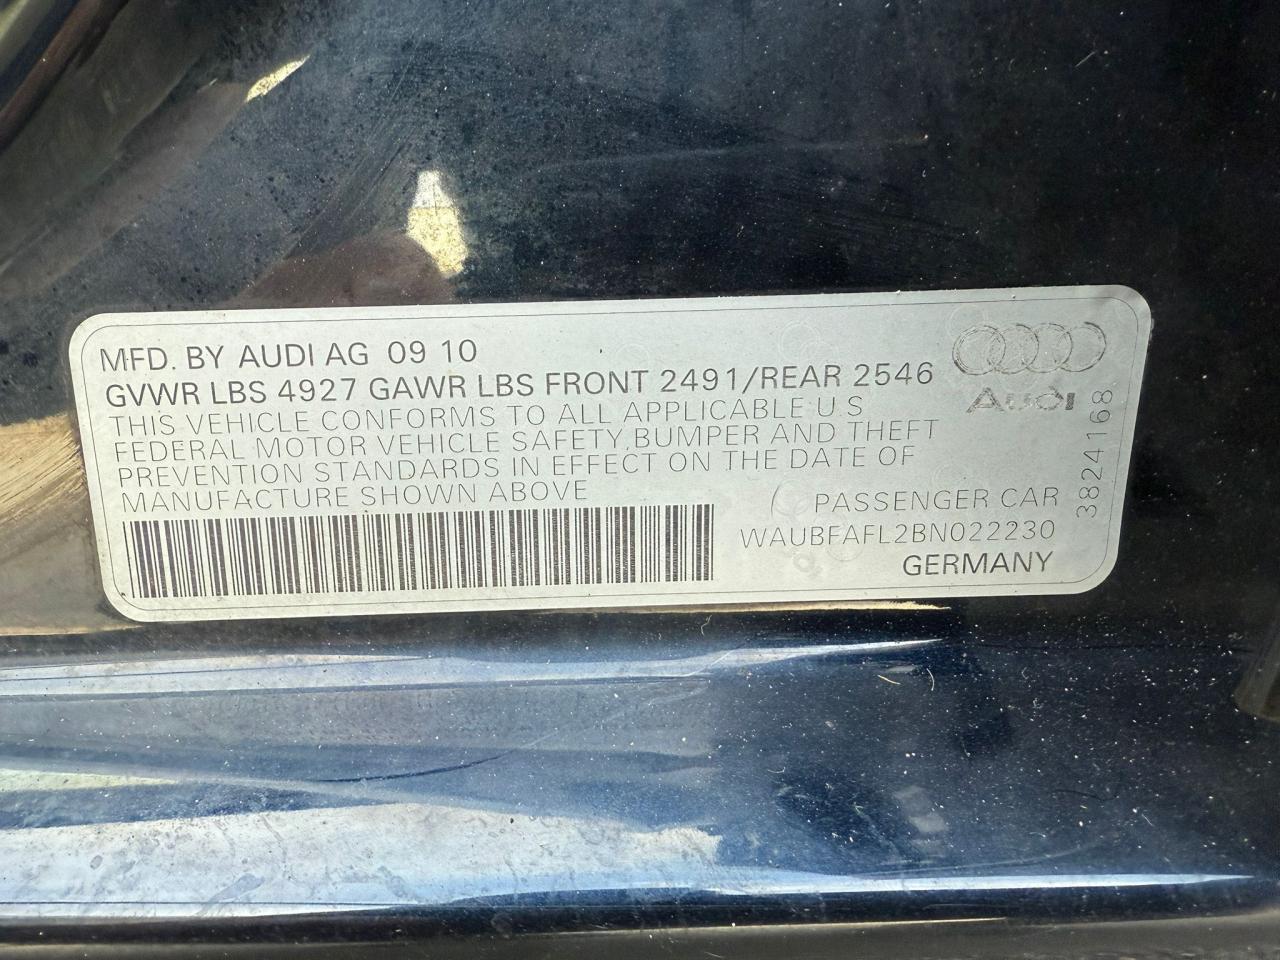 MFD. BY AUDI AG 09 10
GVWR LBS 4927 GAWR LBS FRONT 2491/REAR 2546
THIS VEHICLE CONFORMS TO ALL APPLICABLE U S
FEDERAL MOTOR VEHICLE SAFETY, BUMPER AND THEFT
PREVENTION STANDARDS IN EFFECT ON THE DATE OF
MANUFACTURE SHOWN ABOVE
PASSENGER CAR
WAUBFAFL2BN022230
GERMANY
Audi
3824168